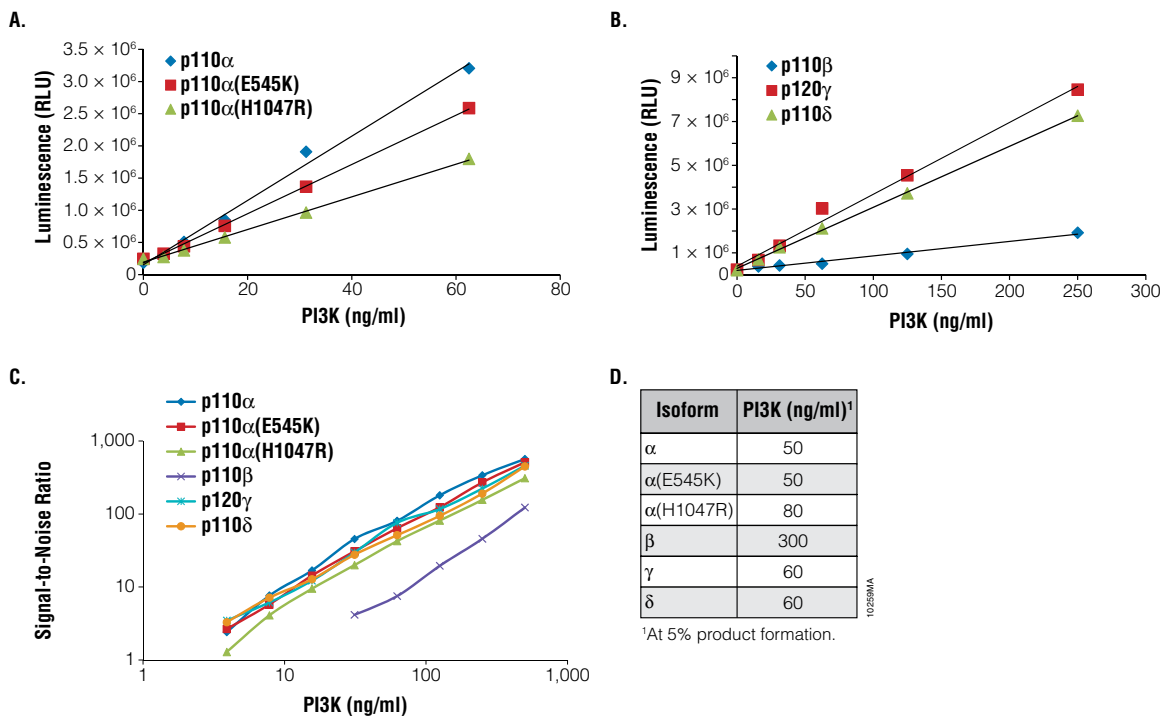 A.
3.5 × 10⁶
3.0 × 10⁶
2.5 × 10⁶
2.0 × 10⁶
1.5 × 10⁶
1.0 × 10⁶
0.5 × 10⁶
0
Luminescence (RLU)
p110α
p110α(E545K)
p110α(H1047R)
0 20 40 60 80
PI3K (ng/ml)
B.
9 × 10⁶
7 × 10⁶
5 × 10⁶
3 × 10⁶
1 × 10⁶
0
Luminescence (RLU)
p110β
p120γ
p110δ
0 50 100 150 200 250 300
PI3K (ng/ml)
C.
p110α
p110α(E545K)
p110α(H1047R)
p110β
p120γ
p110δ
1,000
100
10
1
Signal-to-Noise Ratio
1 10 100 1,000
PI3K (ng/ml)
D.
Isoform PI3K (ng/ml)¹
α 50
α(E545K) 50
α(H1047R) 80
β 300
γ 60
δ 60
10259MA
¹At 5% product formation.